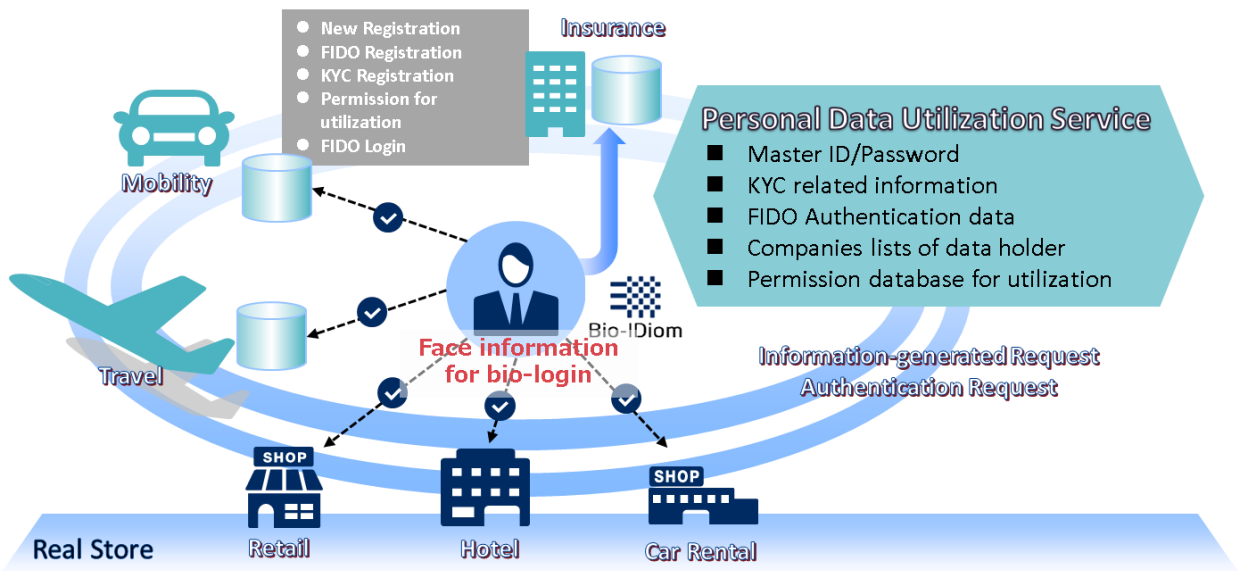 New Registration
FIDO Registration
KYC Registration
Permission for
utilization
FIDO Login
Insurance
Mobility
Personal Data Utilization Service
Master ID/Password
KYC related information
FIDO Authentication data
Companies lists of data holder
Permission database for utilization
Bio-IDiom
Face information
for bio-login
Travel
Information-generated Request
Authentication Request
SHOP
SHOP
Real Store
Retail
Hotel
Car Rental